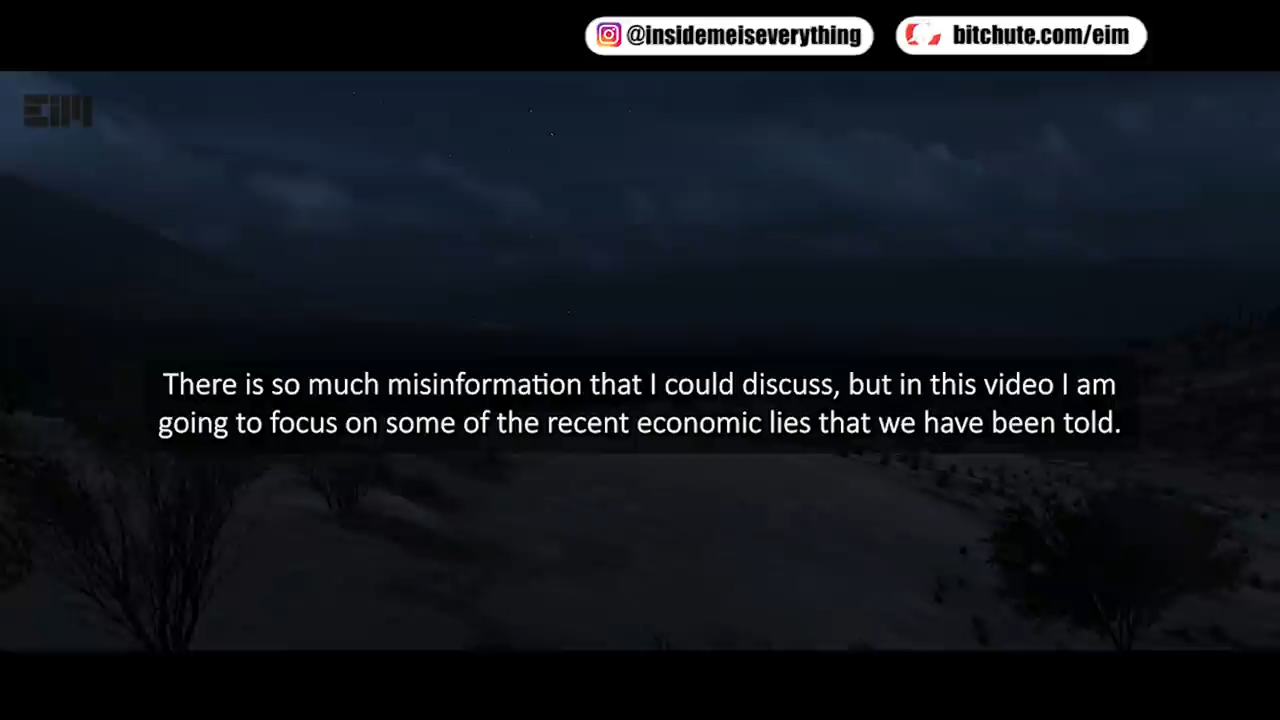 @insidemeiseverything
bitchute.com/eim
EiM
There is so much misinformation that I could discuss, but in this video I am
going to focus on some of the recent economic lies that we have been told.